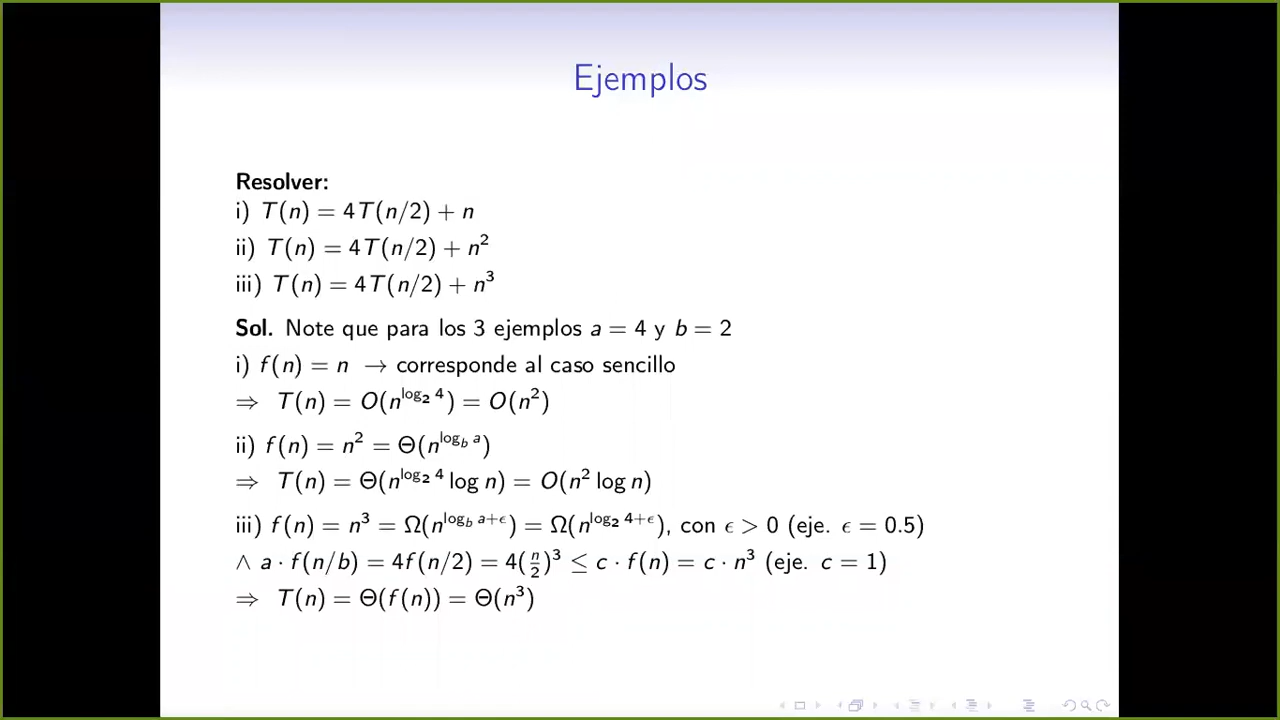 Ejemplos
Resolver:
i) T(n) = 4T(n/2) + n
ii) T(n) = 4T(n/2) + n²
iii) T(n) = 4T(n/2) + n³
Sol. Note que para los 3 ejemplos a = 4 y b = 2
i) f(n) = n → corresponde al caso sencillo
⇒ T(n) = O(n^{log₂ 4}) = O(n²)
ii) f(n) = n² = Θ(n^{log_b a})
⇒ T(n) = Θ(n^{log₂ 4} log n) = O(n² log n)
iii) f(n) = n³ = Ω(n^{log_b a+ϵ}) = Ω(n^{log₂ 4+ϵ}), con ϵ > 0 (eje. ϵ = 0.5)
∧ a · f(n/b) = 4f(n/2) = 4(n/2)³ ≤ c · f(n) = c · n³ (eje. c = 1)
⇒ T(n) = Θ(f(n)) = Θ(n³)